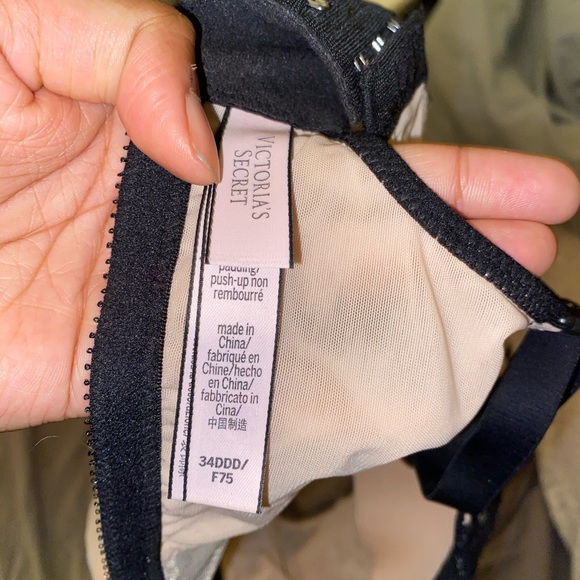 VICTORIA'S
SECRET
padding/
push-up non
rembourré
made in
China/
fabriqué en
Chine/hecho
en China/
fabbricato in
Cina/
中国制造
34DDD/
F75